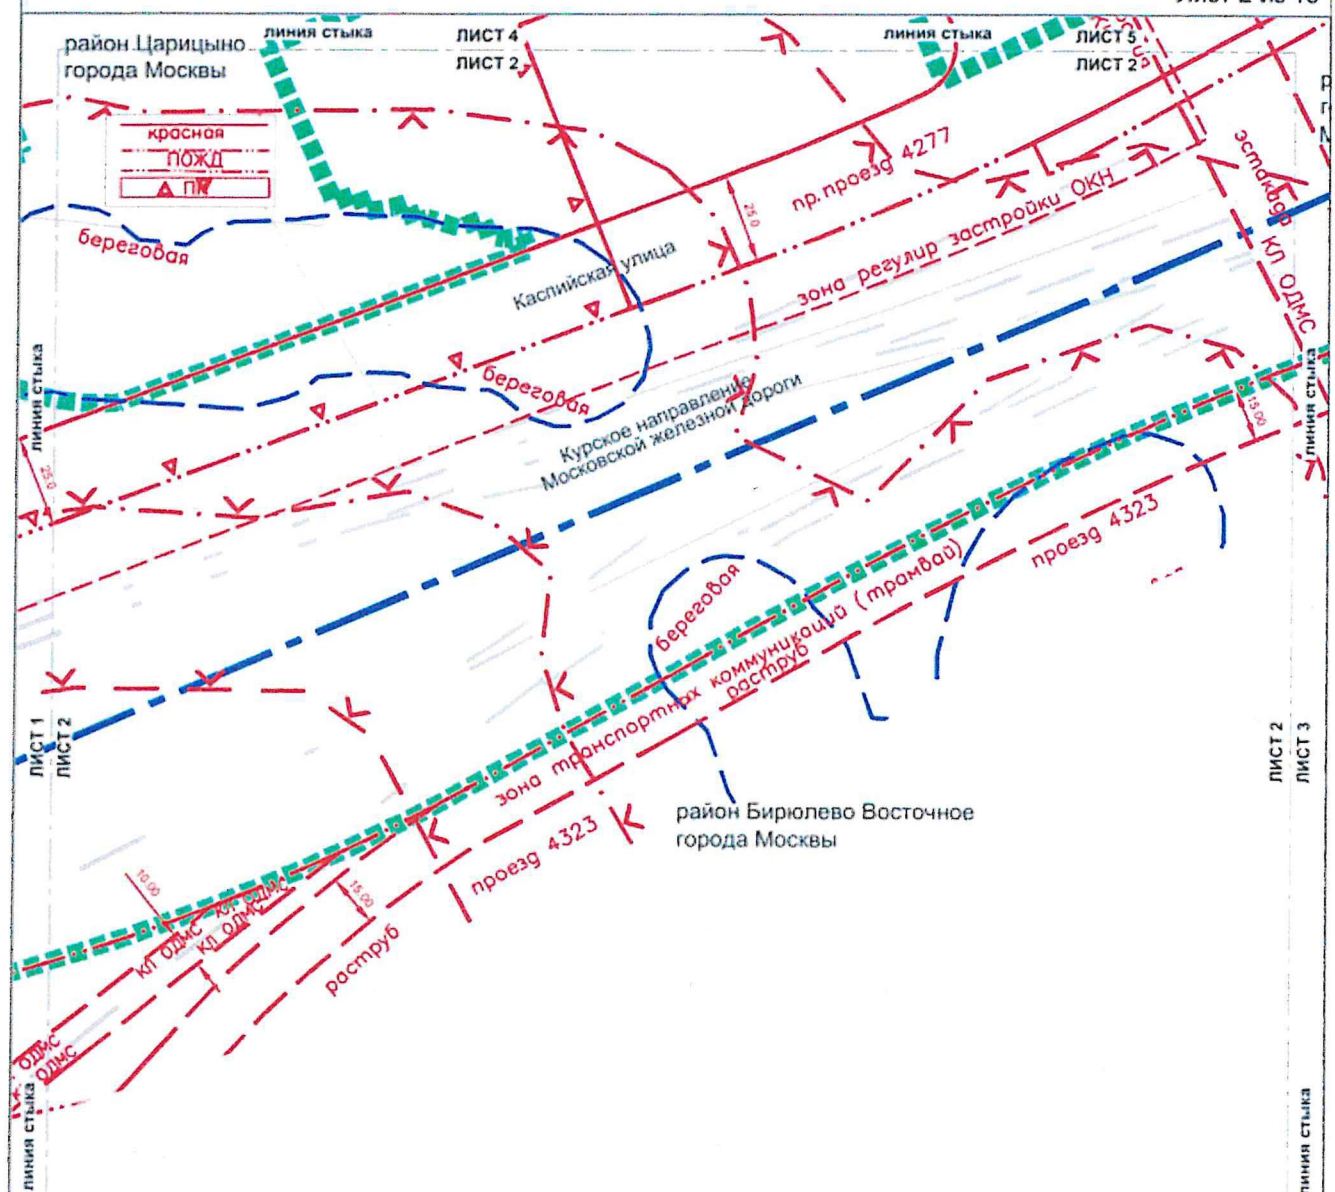 район Царицыно
города Москвы
линия стыка
ЛИСТ 4
ЛИСТ 2
линия стыка
ЛИСТ 5
ЛИСТ 2
красная
ПОЖД
береговая
пр.проезд 4277
25.0
эстакада
КЛ ОДМС
зона регулир застройки ОКН
Каспийская улица
линия стыка
береговая
Курское направление
Московской железной дороги
25.0
15.00
линия стыка
проезд 4323
береговая
зона транспортных коммуникаций (трамвай)
раструб
ЛИСТ 1
ЛИСТ 2
ЛИСТ 2
ЛИСТ 3
район Бирюлево Восточное
города Москвы
проезд 4323
10.00
15.00
КЛ ОДМС
КЛ ОДМС
КЛ ОДМС
раструб
ОДМС
ОДМС
линия стыка
линия стыка